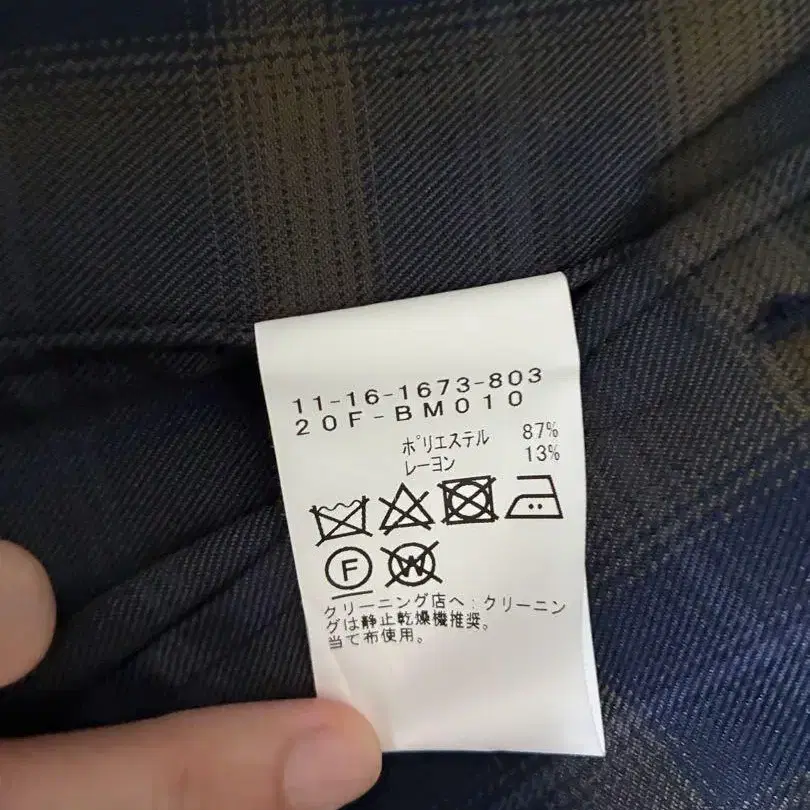 11-16-1673-803
20F-BM010
ポリエステル 87%
レーヨン 13%
F W
クリーニング店へ:クリーニン
グは静止乾燥機推奨。
当て布使用。